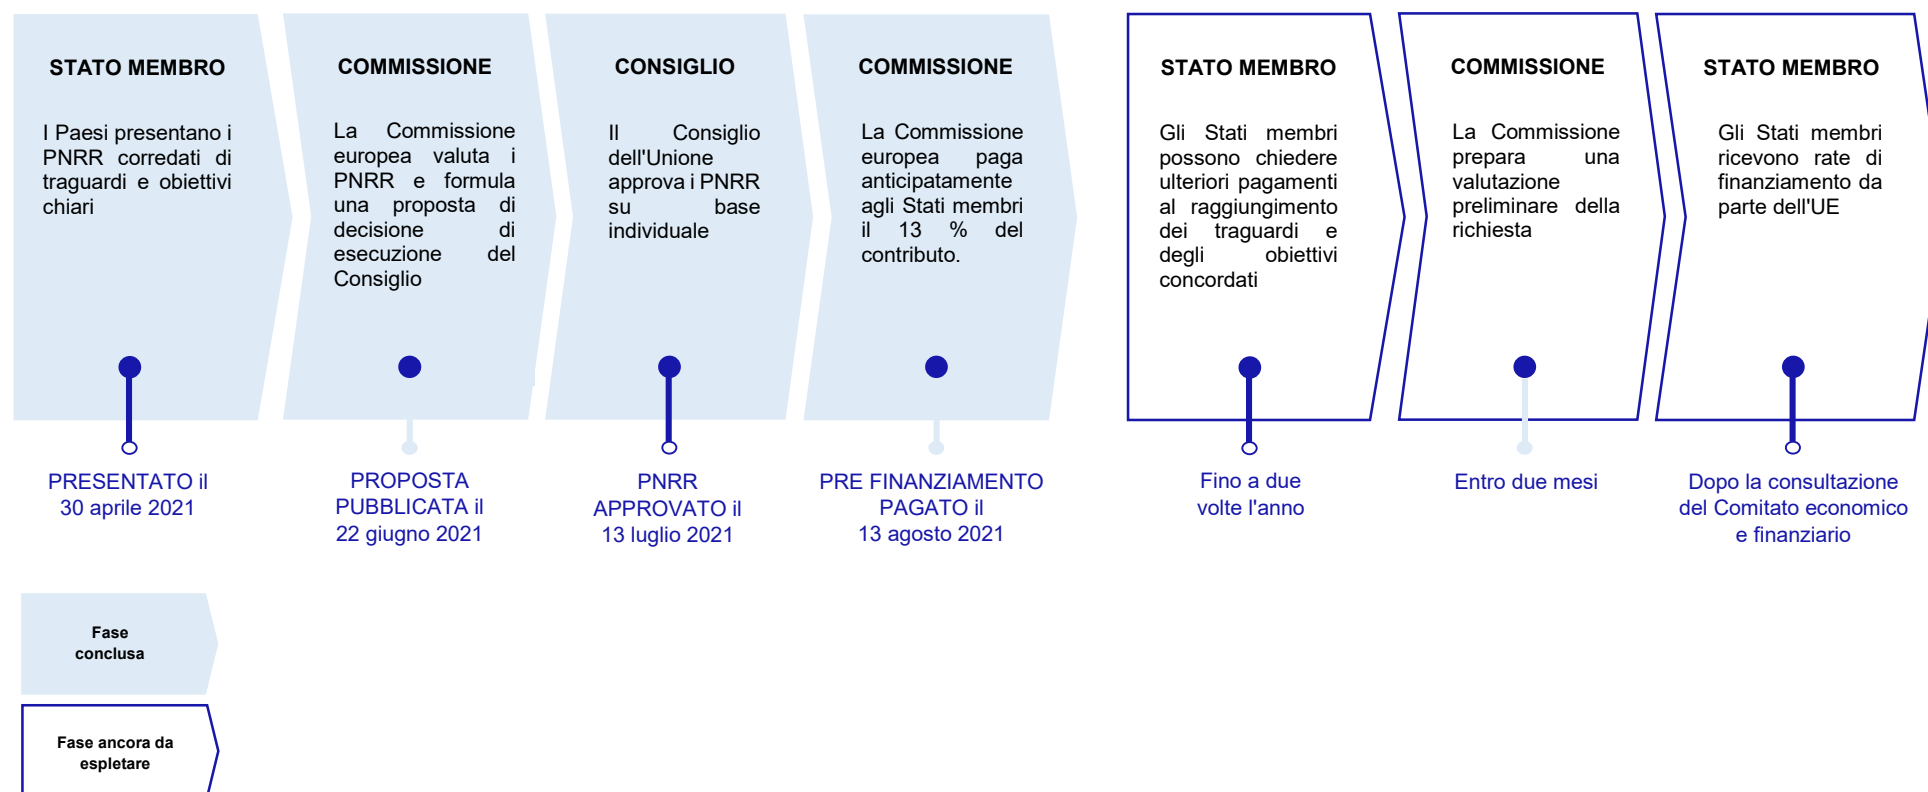 STATO MEMBRO
I Paesi presentano i
PNRR corredati di
traguardi e obiettivi
chiari
PRESENTATO il
30 aprile 2021
COMMISSIONE
La Commissione
europea valuta i
PNRR e formula
una proposta di
decisione di
esecuzione del
Consiglio
PROPOSTA
PUBBLICATA il
22 giugno 2021
CONSIGLIO
Il Consiglio
dell'Unione
approva i PNRR
su base
individuale
PNRR
APPROVATO il
13 luglio 2021
COMMISSIONE
La Commissione
europea paga
anticipatamente
agli Stati membri
il 13 % del
contributo.
PRE FINANZIAMENTO
PAGATO il
13 agosto 2021
STATO MEMBRO
Gli Stati membri
possono chiedere
ulteriori pagamenti
al raggiungimento
dei traguardi e
degli obiettivi
concordati
Fino a due
volte l'anno
COMMISSIONE
La Commissione
prepara una
valutazione
preliminare della
richiesta
Entro due mesi
STATO MEMBRO
Gli Stati membri
ricevono rate di
finanziamento da
parte dell'UE
Dopo la consultazione
del Comitato economico
e finanziario
Fase
conclusa
Fase ancora da
espletare